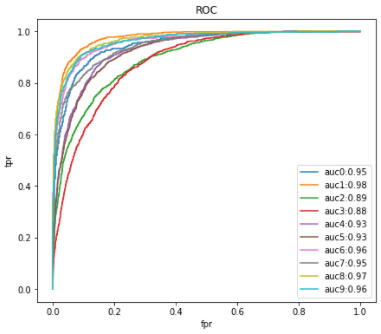 ROC
1.0
0.8
0.6
0.4
0.2
0.0
tpr
auc0:0.95
auc1:0.98
auc2:0.89
auc3:0.88
auc4:0.93
auc5:0.93
auc6:0.96
auc7:0.95
auc8:0.97
auc9:0.96
0.0 0.2 0.4 0.6 0.8 1.0
fpr